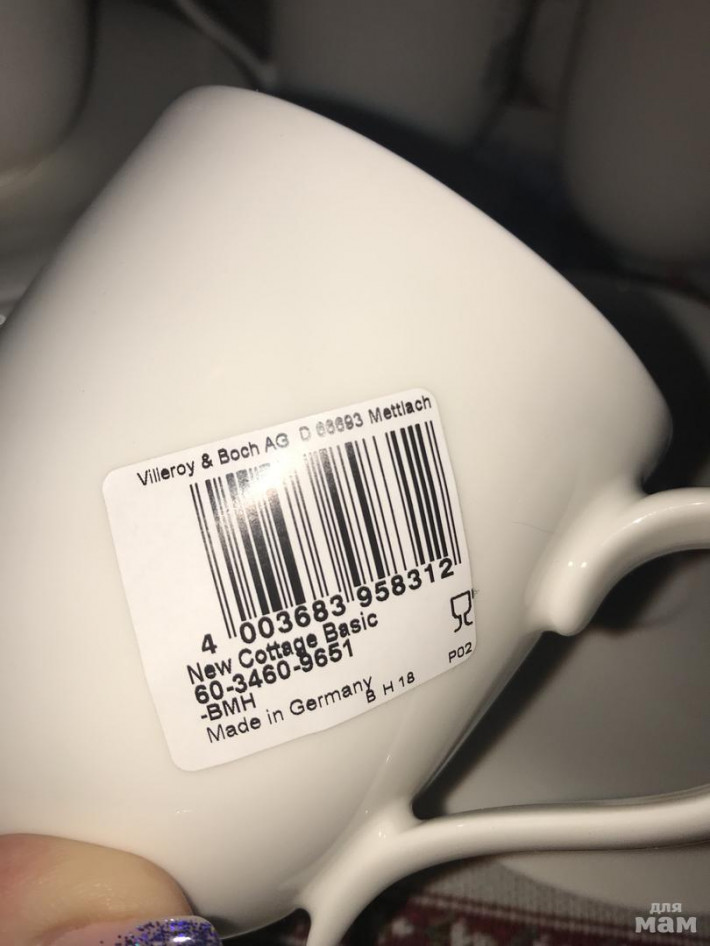 Villeroy & Boch AG D 66693 Mettlach
4 003683 958312
New Cottage Basic
60-3460-9651
-BMH
Made in Germany
B H 18
P02
для
мам